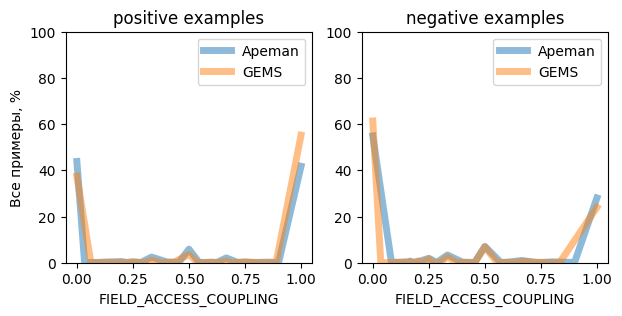 positive examples
negative examples
Все примеры, %
100
80
60
40
20
0
0.00 0.25 0.50 0.75 1.00
FIELD_ACCESS_COUPLING
Apeman
GEMS
100
80
60
40
20
0
0.00 0.25 0.50 0.75 1.00
FIELD_ACCESS_COUPLING
Apeman
GEMS